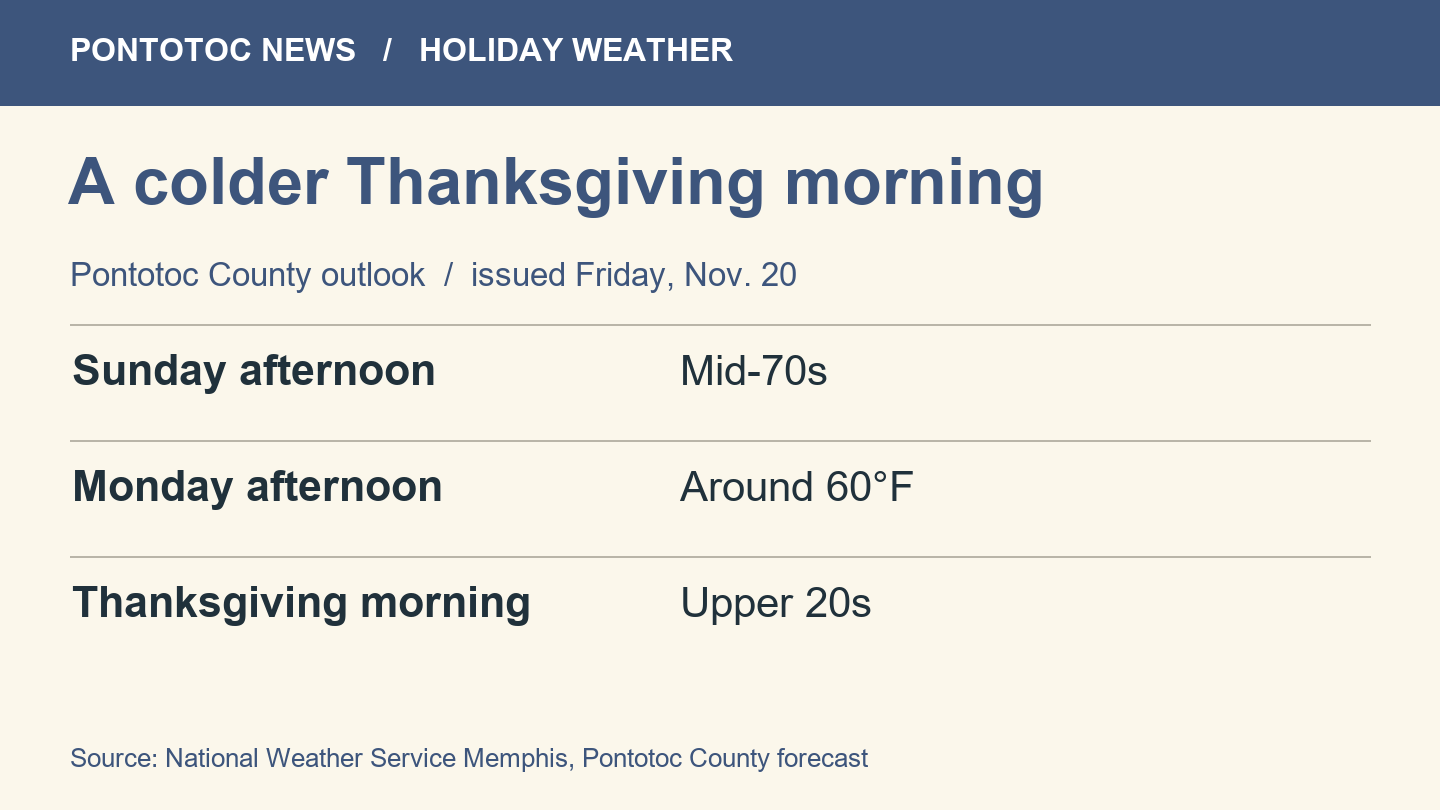 PONTOTOC NEWS / HOLIDAY WEATHER
A colder Thanksgiving morning
Pontotoc County outlook / issued Friday, Nov. 20
Sunday afternoon Mid-70s
Monday afternoon Around 60°F
Thanksgiving morning Upper 20s
Source: National Weather Service Memphis, Pontotoc County forecast